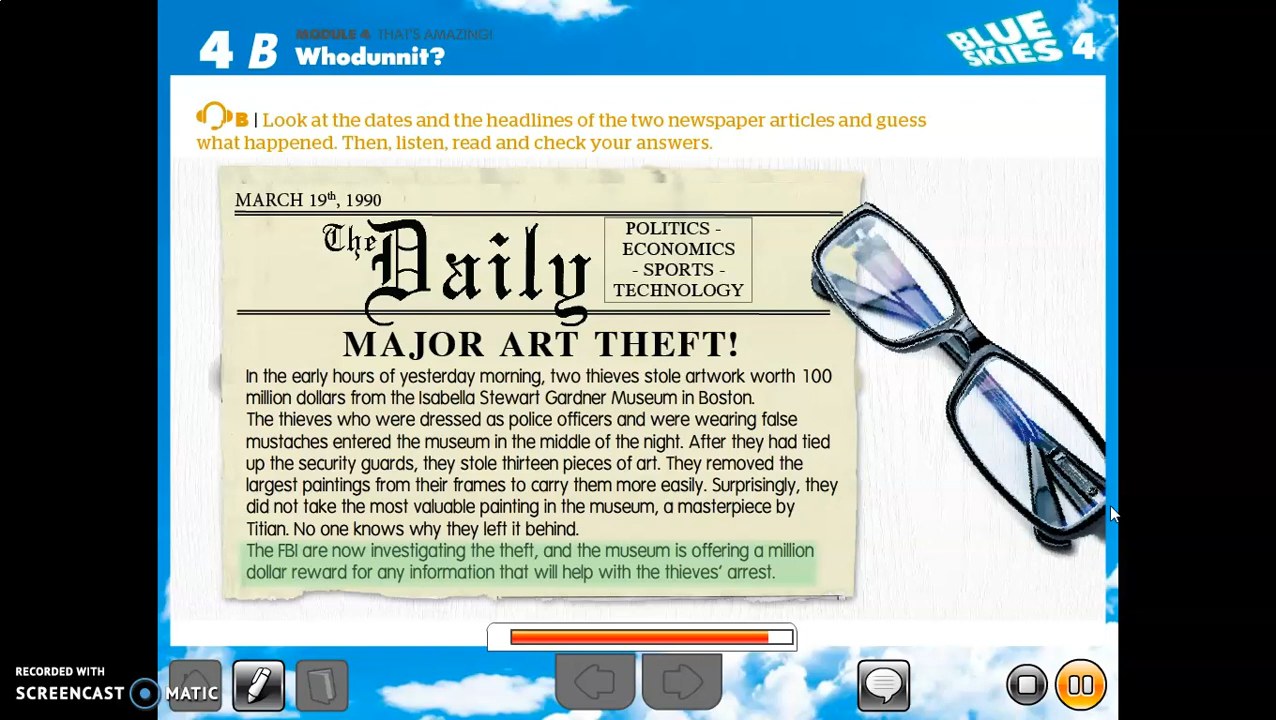 4 B
MODULE 4 THAT'S AMAZING!
Whodunnit?
BLUE
SKIES 4
B | Look at the dates and the headlines of the two newspaper articles and guess
what happened. Then, listen, read and check your answers.
MARCH 19th, 1990
The Daily
POLITICS -
ECONOMICS
- SPORTS -
TECHNOLOGY
MAJOR ART THEFT!
In the early hours of yesterday morning, two thieves stole artwork worth 100
million dollars from the Isabella Stewart Gardner Museum in Boston.
The thieves who were dressed as police officers and were wearing false
mustaches entered the museum in the middle of the night. After they had tied
up the security guards, they stole thirteen pieces of art. They removed the
largest paintings from their frames to carry them more easily. Surprisingly, they
did not take the most valuable painting in the museum, a masterpiece by
Titian. No one knows why they left it behind.
The FBI are now investigating the theft, and the museum is offering a million
dollar reward for any information that will help with the thieves' arrest.
RECORDED WITH
SCREENCAST MATIC